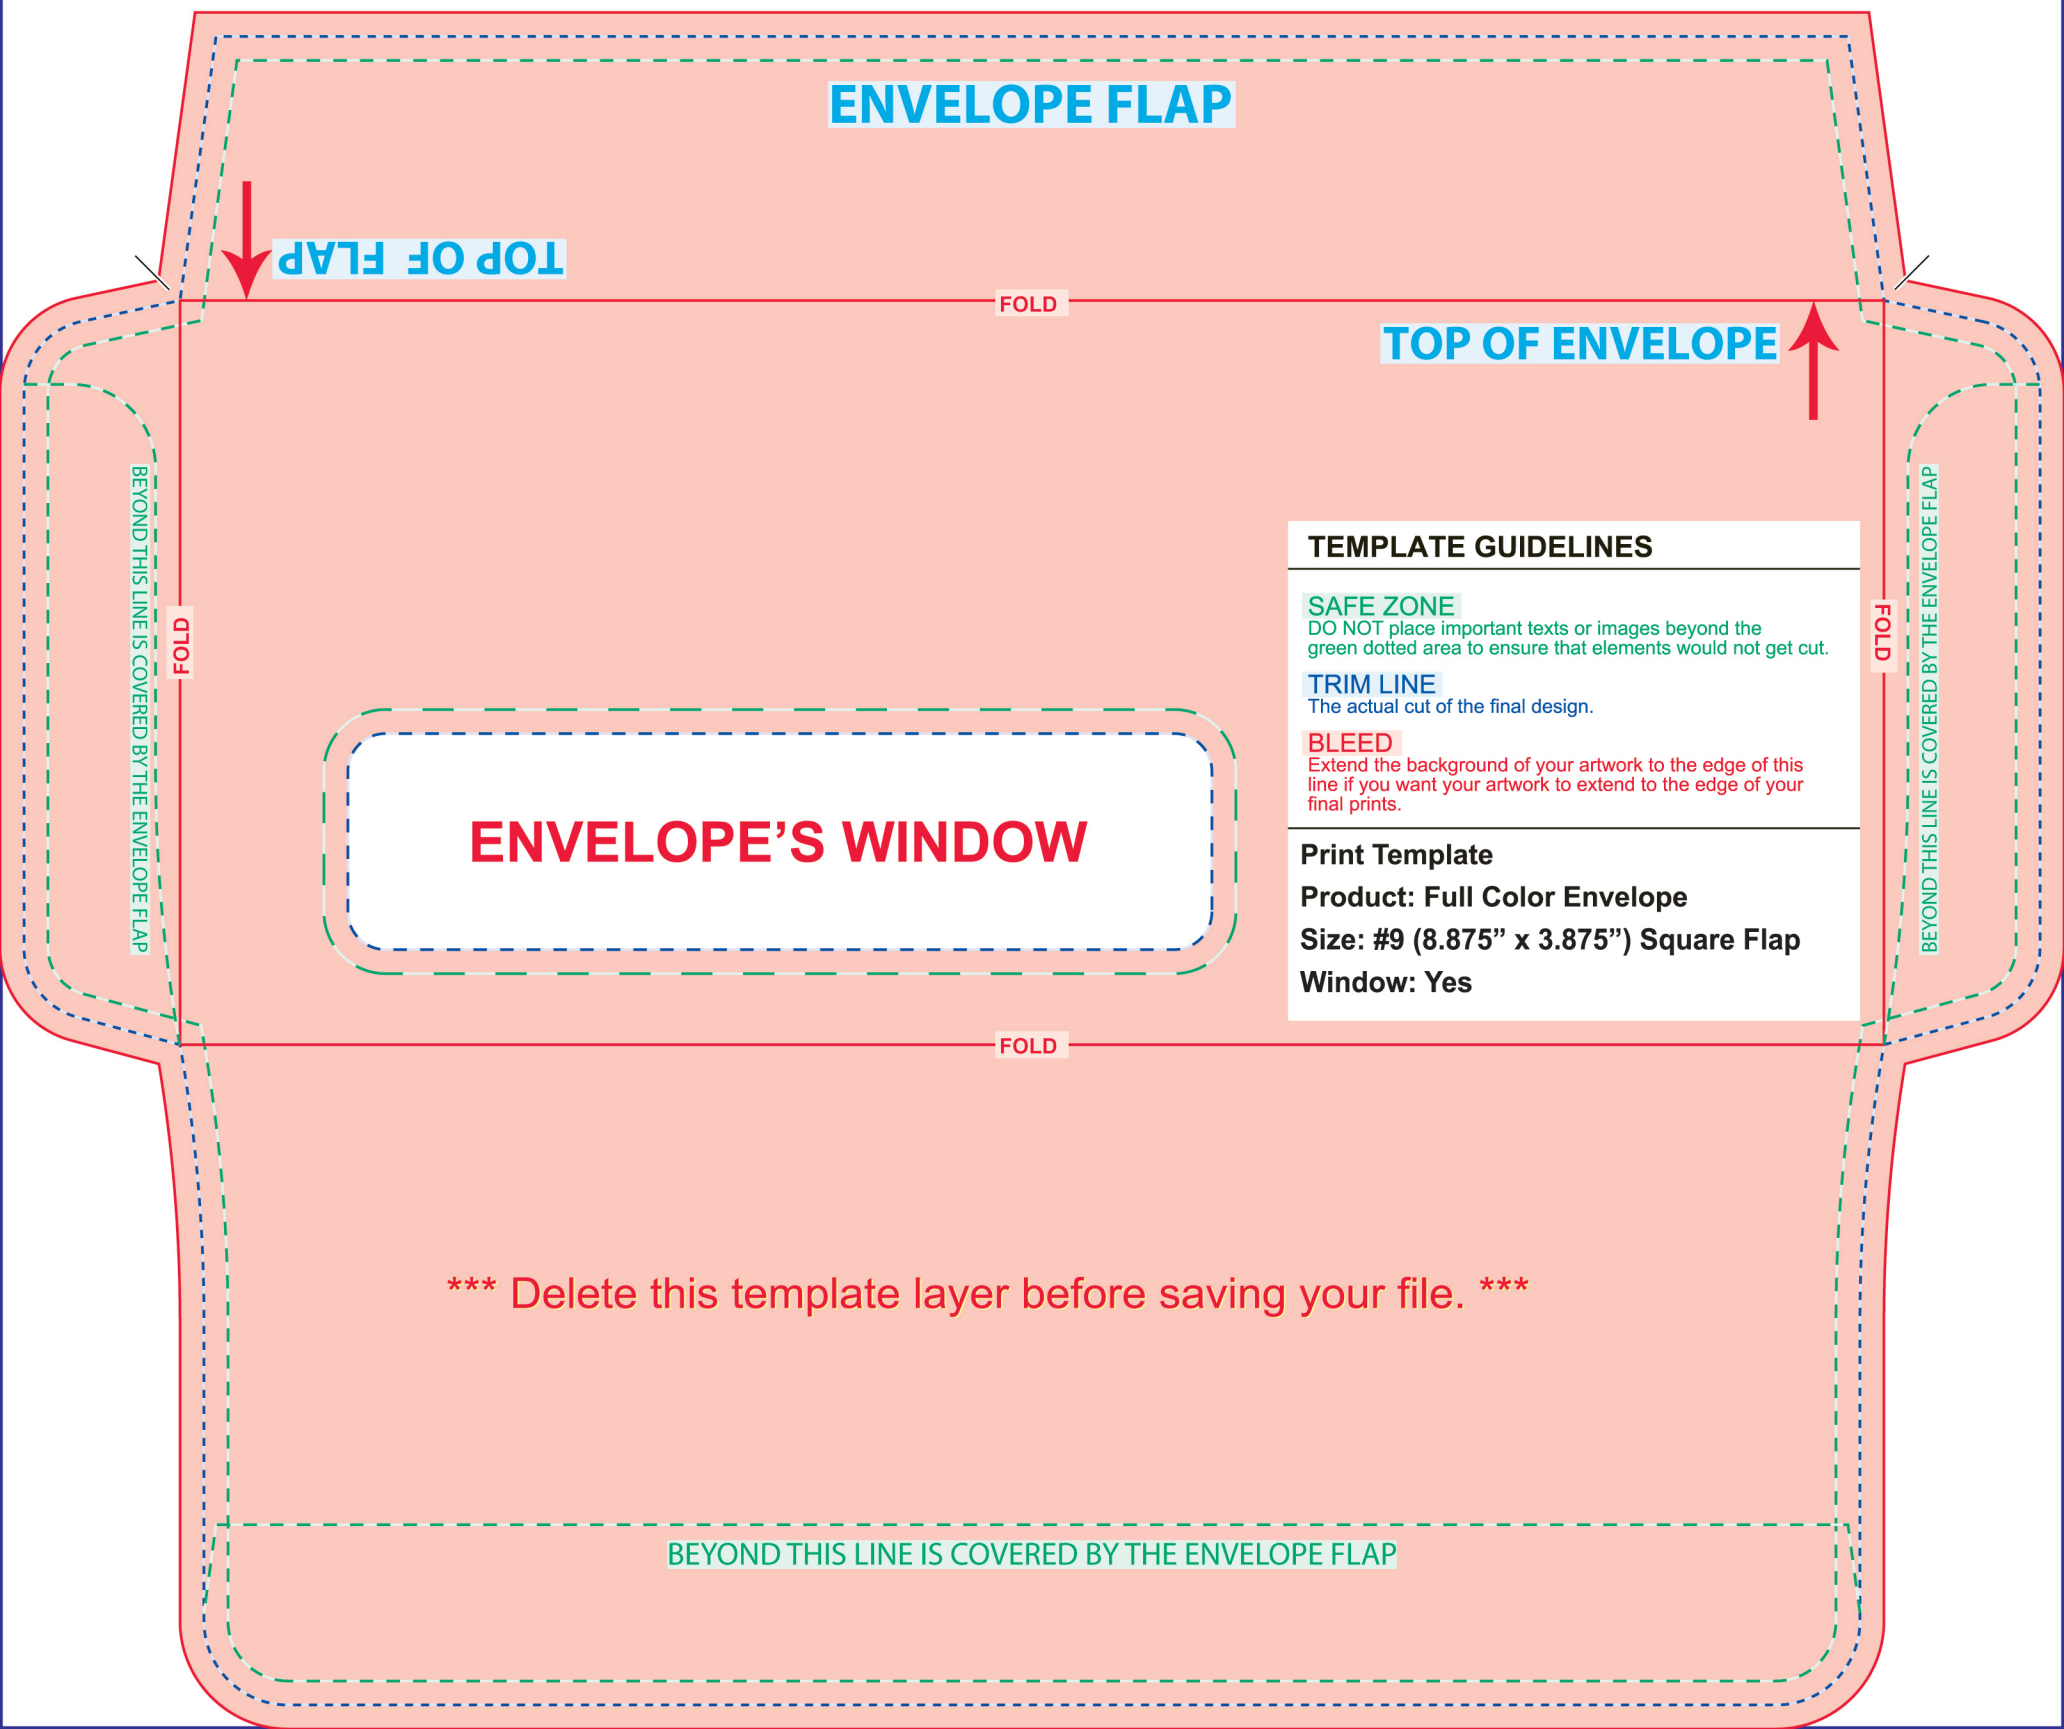 ENVELOPE FLAP
TOP OF FLAP
FOLD
TOP OF ENVELOPE
BEYOND THIS LINE IS COVERED BY THE ENVELOPE FLAP
FOLD
ENVELOPE’S WINDOW
TEMPLATE GUIDELINES
SAFE ZONE
DO NOT place important texts or images beyond the
green dotted area to ensure that elements would not get cut.
TRIM LINE
The actual cut of the final design.
BLEED
Extend the background of your artwork to the edge of this
line if you want your artwork to extend to the edge of your
final prints.
Print Template
Product: Full Color Envelope
Size: #9 (8.875” x 3.875”) Square Flap
Window: Yes
FOLD
BEYOND THIS LINE IS COVERED BY THE ENVELOPE FLAP
FOLD
*** Delete this template layer before saving your file. ***
BEYOND THIS LINE IS COVERED BY THE ENVELOPE FLAP